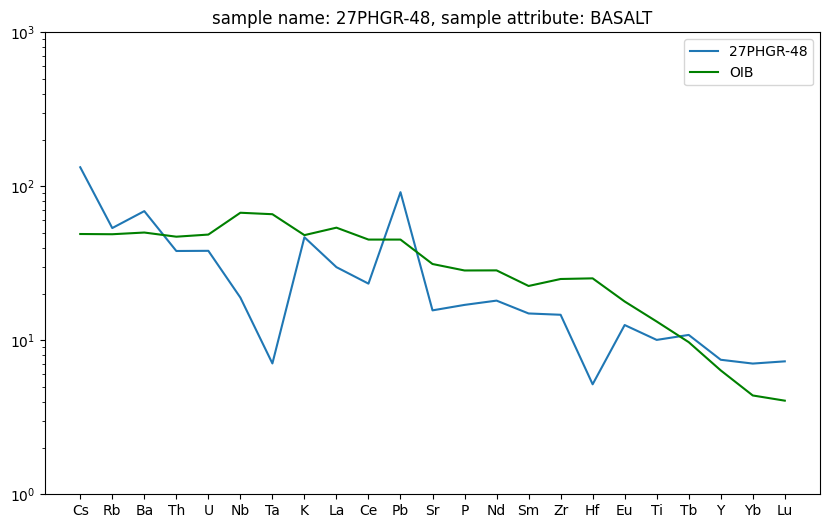 sample name: 27PHGR-48, sample attribute: BASALT
27PHGR-48
OIB
10³
10²
10¹
10⁰
Cs Rb Ba Th U Nb Ta K La Ce Pb Sr P Nd Sm Zr Hf Eu Ti Tb Y Yb Lu